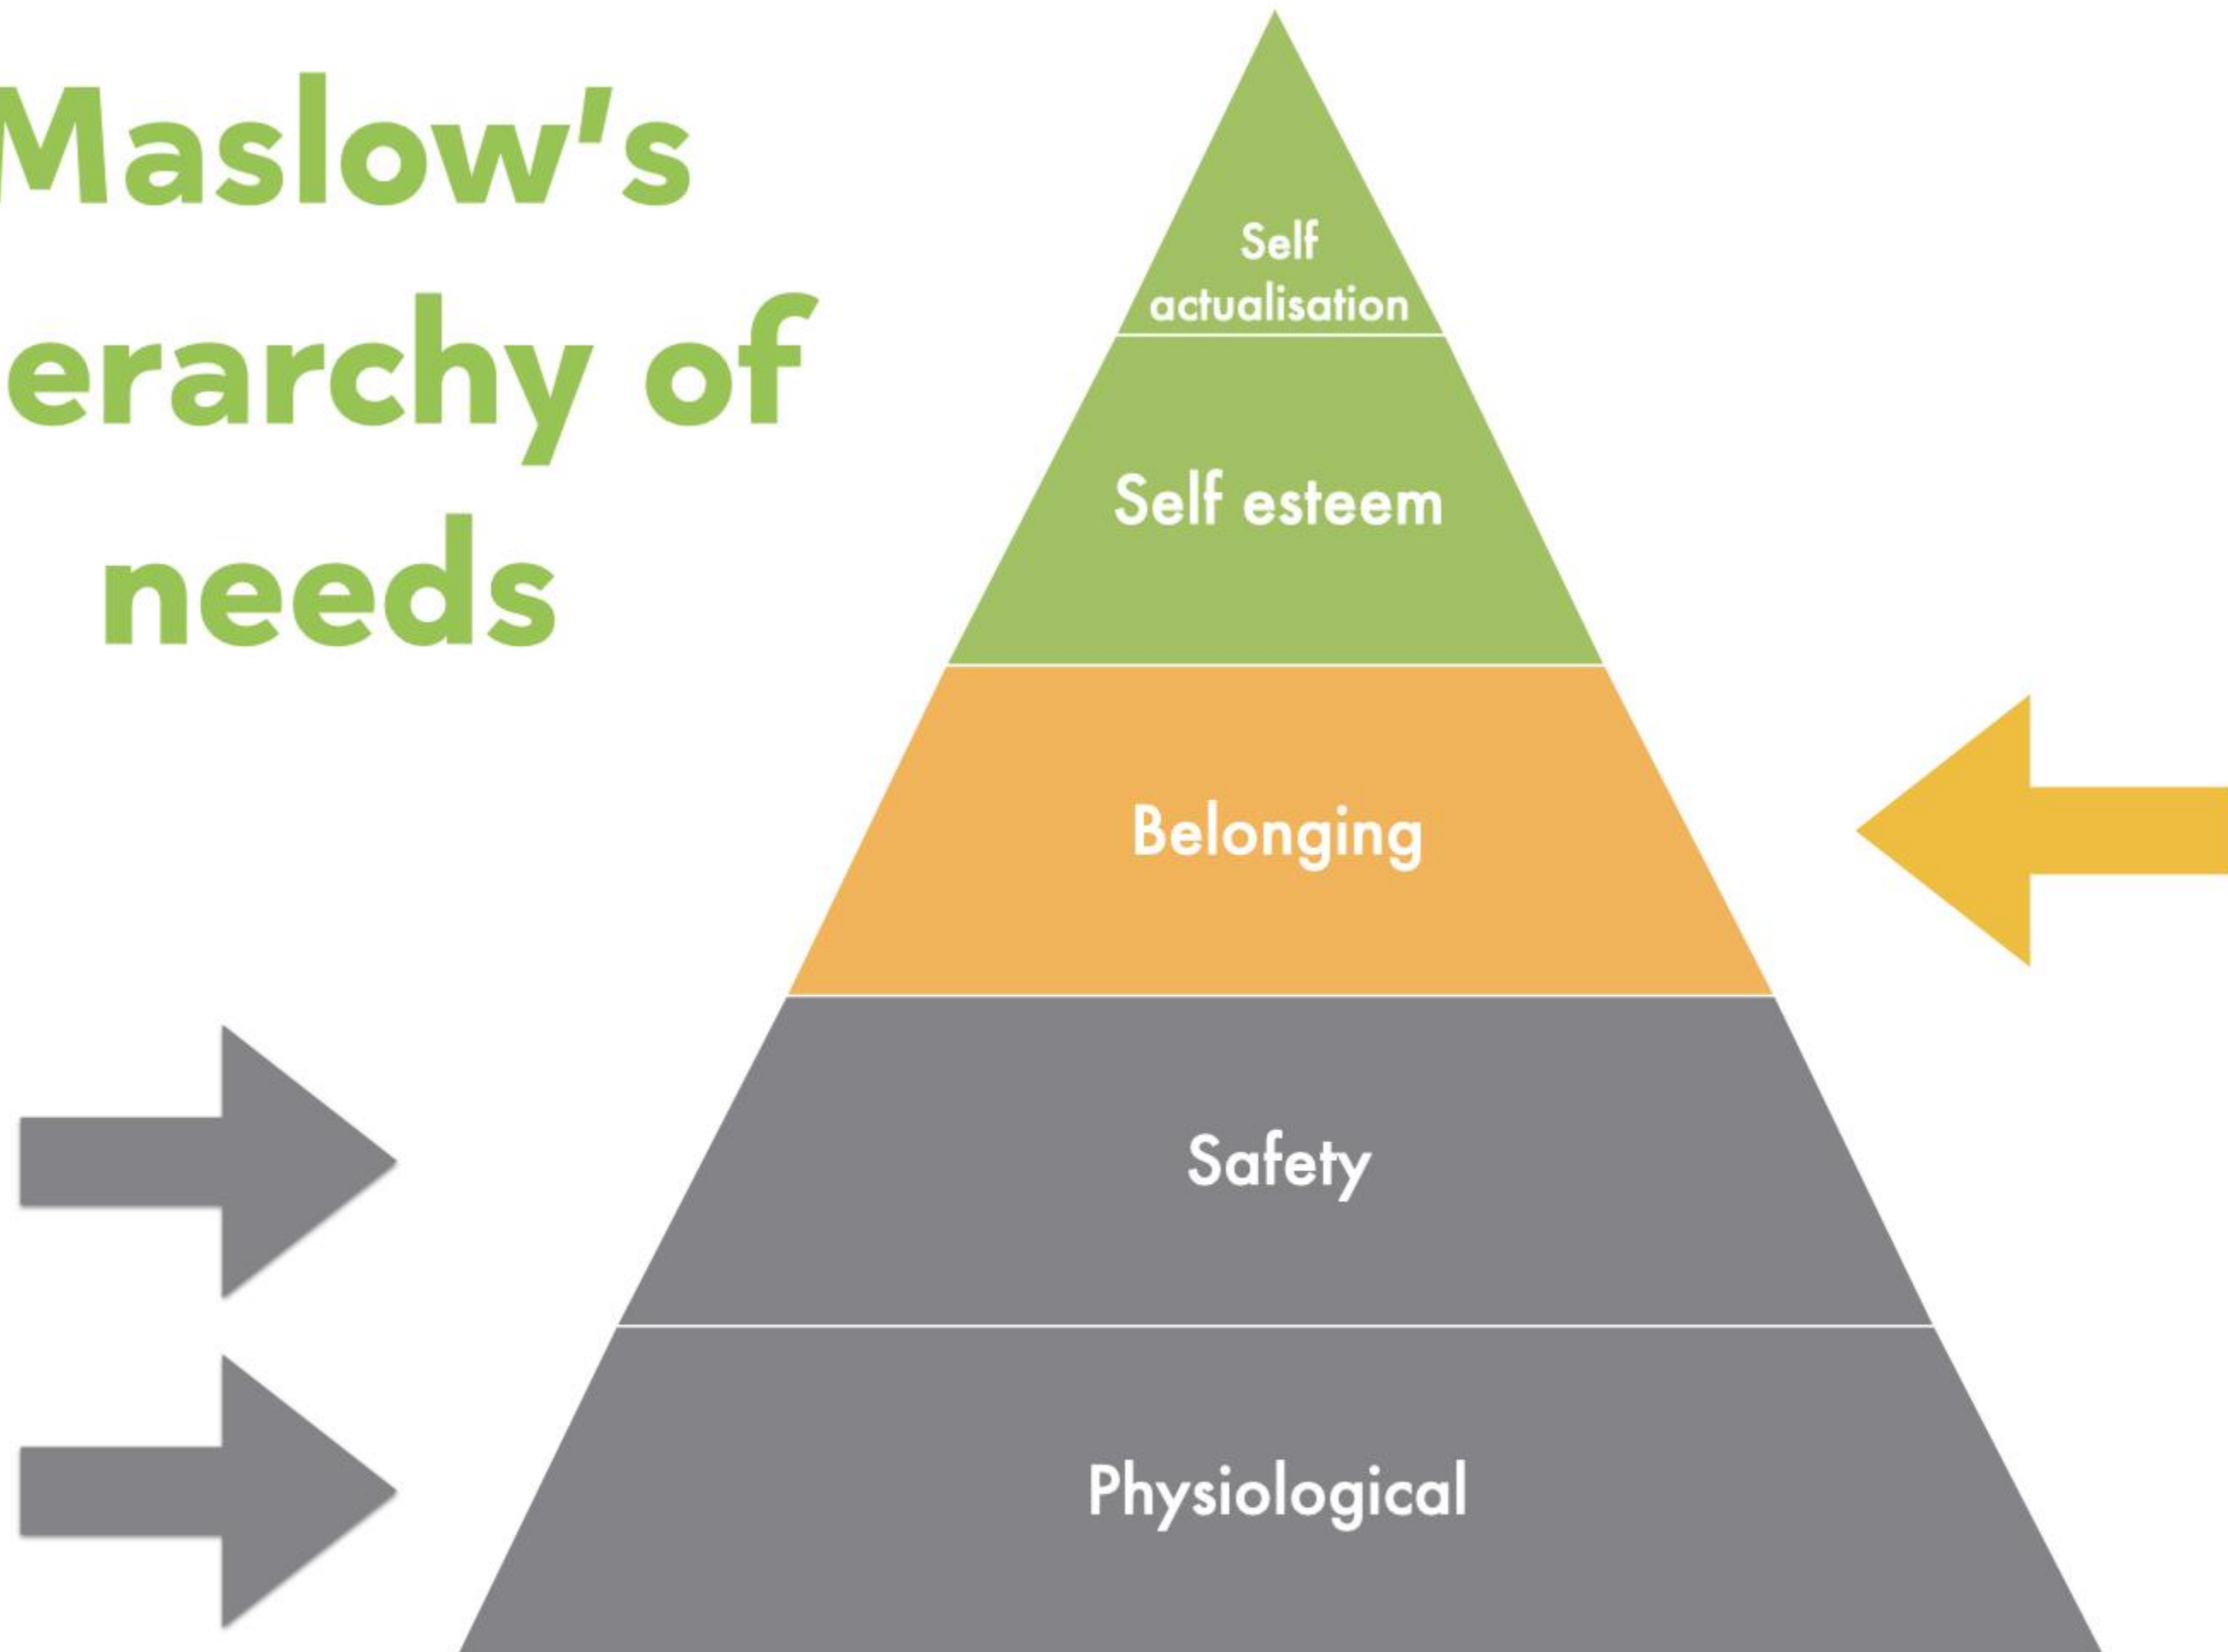 Maslow's
erarchy of
needs
Self
actualisation
Self esteem
Belonging
Safety
Physiological